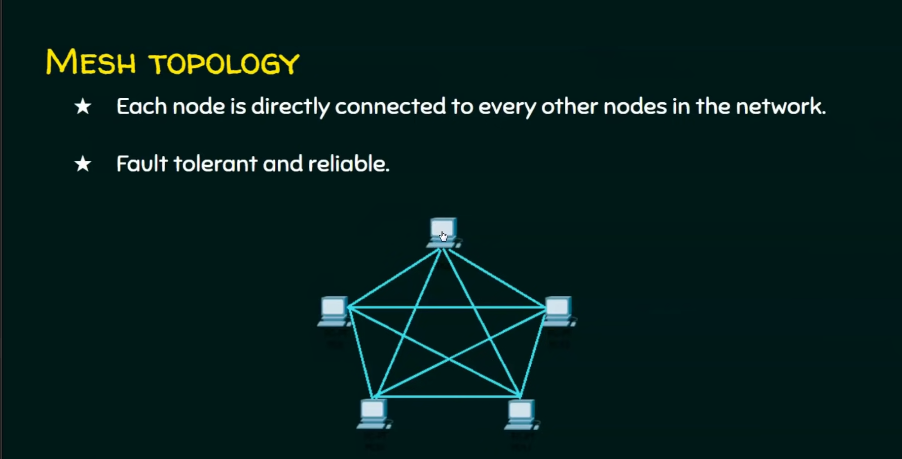 Mesh topology
★ Each node is directly connected to every other nodes in the network.
★ Fault tolerant and reliable.